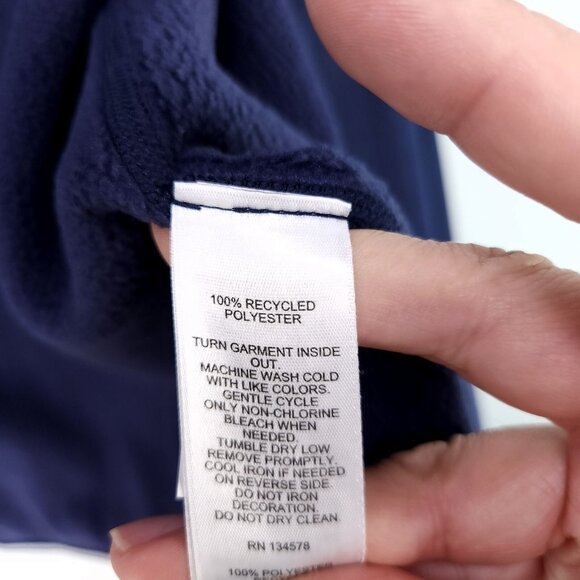 100% RECYCLED
POLYESTER
TURN GARMENT INSIDE
OUT.
MACHINE WASH COLD
WITH LIKE COLORS.
GENTLE CYCLE
ONLY NON-CHLORINE
BLEACH WHEN
NEEDED.
TUMBLE DRY LOW
REMOVE PROMPTLY.
COOL IRON IF NEEDED
ON REVERSE SIDE.
DO NOT IRON
DECORATION.
DO NOT DRY CLEAN.
RN 134578
100% POLYESTER